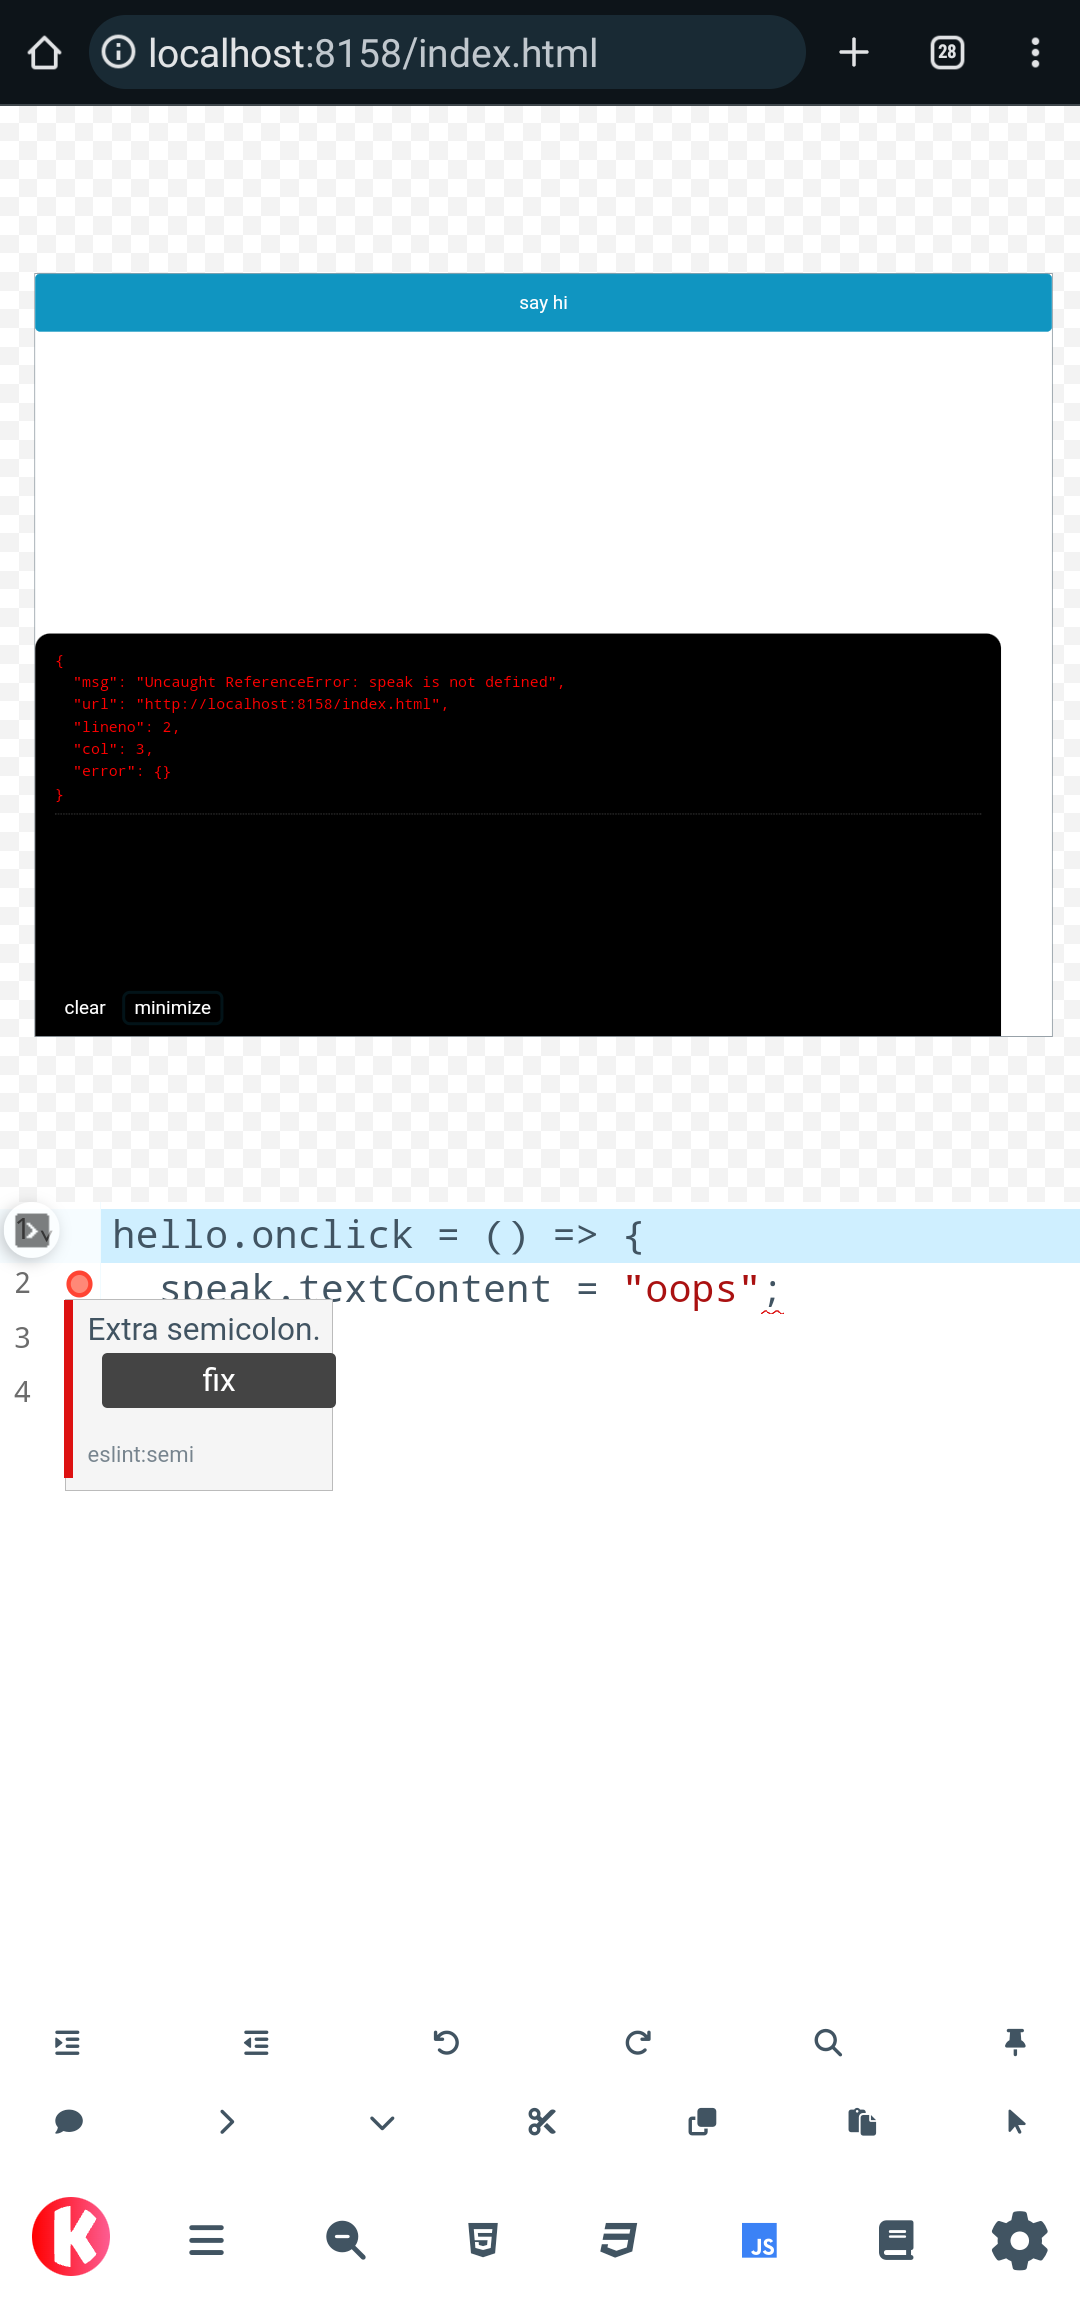 localhost:8158/index.html
28
say hi
{
"msg": "Uncaught ReferenceError: speak is not defined",
"url": "http://localhost:8158/index.html",
"lineno": 2,
"col": 3,
"error": {}
}
clear minimize
1 hello.onclick = () => {
2 speak.textContent = "oops";
3
4
Extra semicolon.
fix
eslint:semi
JS